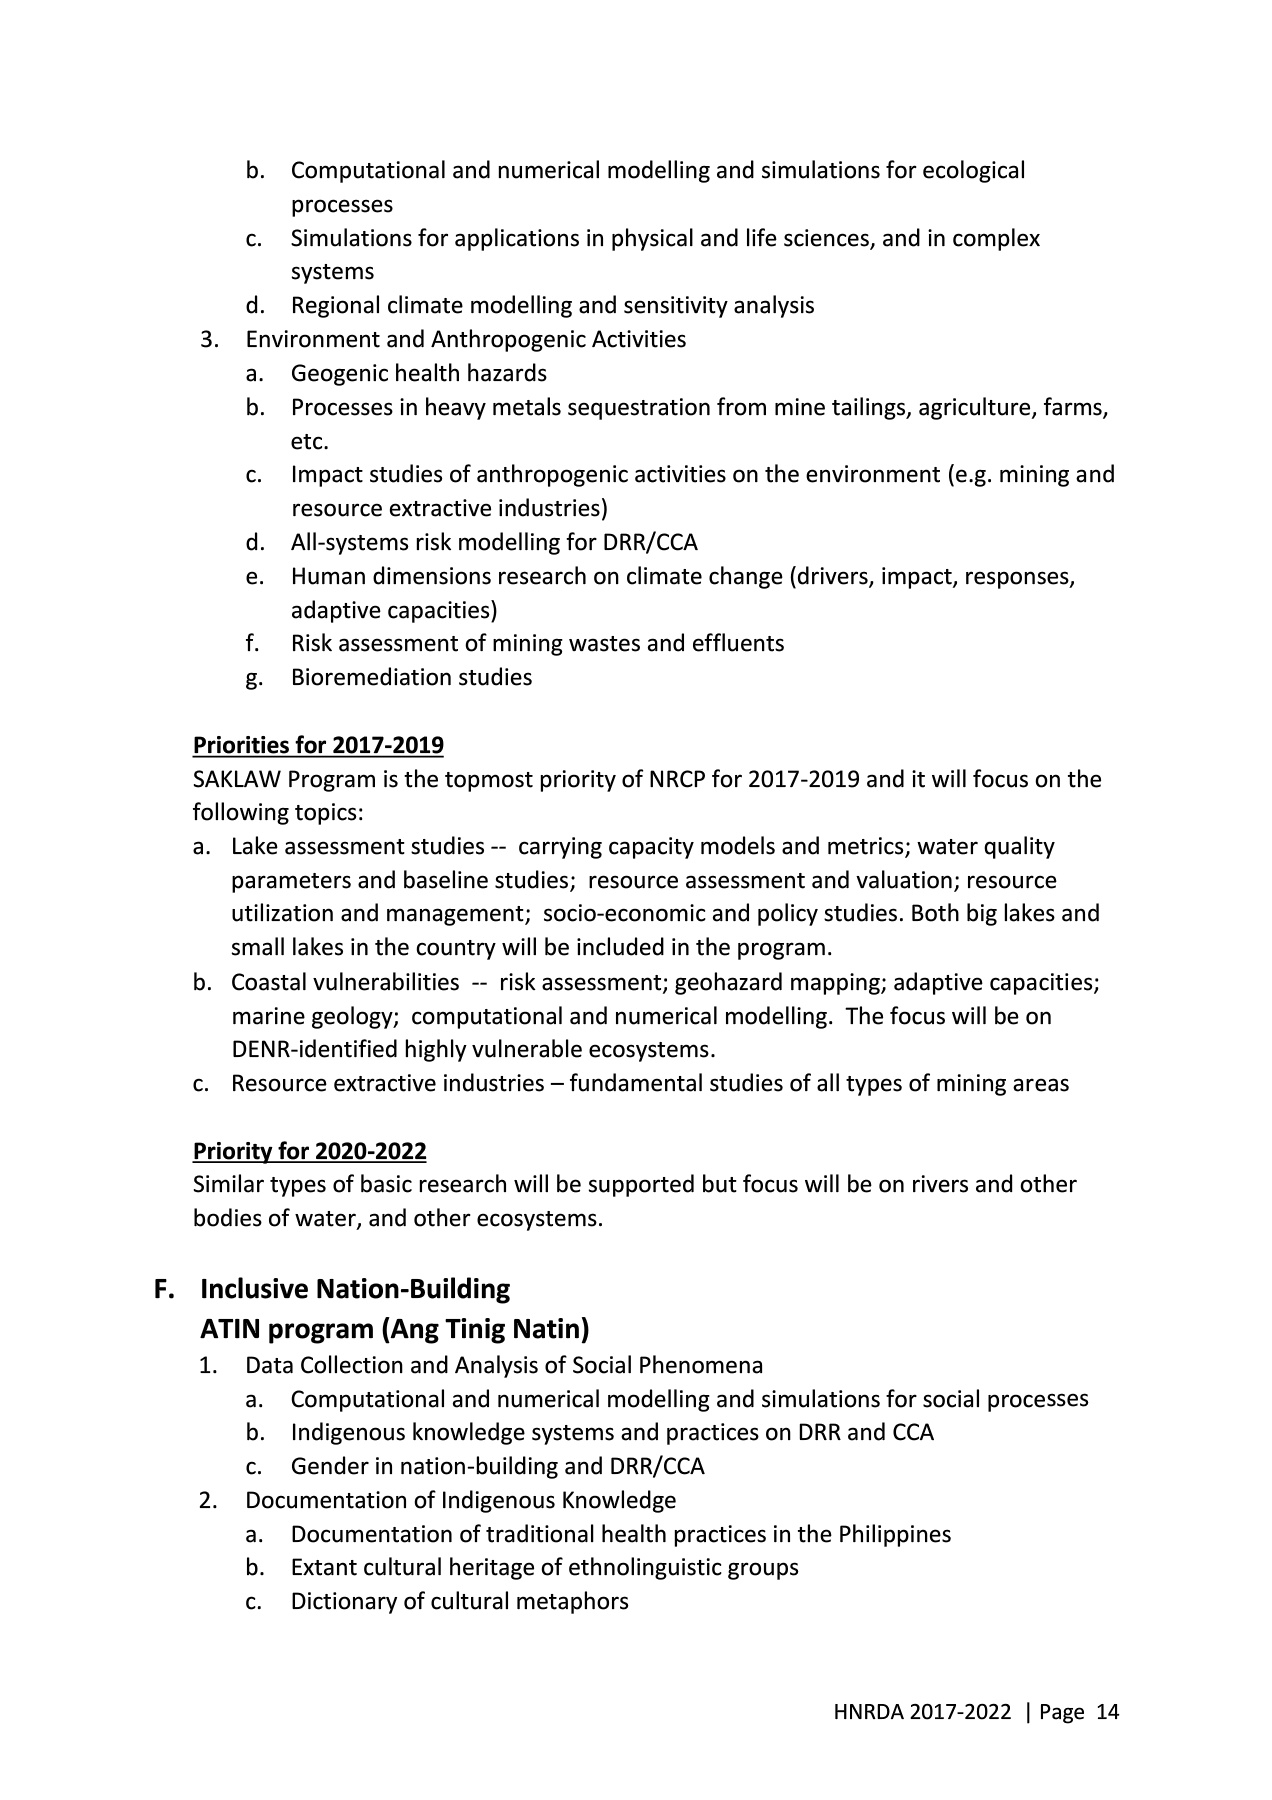 b. Computational and numerical modelling and simulations for ecological
processes
c. Simulations for applications in physical and life sciences, and in complex
systems
d. Regional climate modelling and sensitivity analysis
3. Environment and Anthropogenic Activities
a. Geogenic health hazards
b. Processes in heavy metals sequestration from mine tailings, agriculture, farms,
etc.
c. Impact studies of anthropogenic activities on the environment (e.g. mining and
resource extractive industries)
d. All-systems risk modelling for DRR/CCA
e. Human dimensions research on climate change (drivers, impact, responses,
adaptive capacities)
f. Risk assessment of mining wastes and effluents
g. Bioremediation studies
Priorities for 2017-2019
SAKLAW Program is the topmost priority of NRCP for 2017-2019 and it will focus on the
following topics:
a. Lake assessment studies -- carrying capacity models and metrics; water quality
parameters and baseline studies; resource assessment and valuation; resource
utilization and management; socio-economic and policy studies. Both big lakes and
small lakes in the country will be included in the program.
b. Coastal vulnerabilities -- risk assessment; geohazard mapping; adaptive capacities;
marine geology; computational and numerical modelling. The focus will be on
DENR-identified highly vulnerable ecosystems.
c. Resource extractive industries – fundamental studies of all types of mining areas
Priority for 2020-2022
Similar types of basic research will be supported but focus will be on rivers and other
bodies of water, and other ecosystems.
F. Inclusive Nation-Building
ATIN program (Ang Tinig Natin)
1. Data Collection and Analysis of Social Phenomena
a. Computational and numerical modelling and simulations for social processes
b. Indigenous knowledge systems and practices on DRR and CCA
c. Gender in nation-building and DRR/CCA
2. Documentation of Indigenous Knowledge
a. Documentation of traditional health practices in the Philippines
b. Extant cultural heritage of ethnolinguistic groups
c. Dictionary of cultural metaphors
HNRDA 2017-2022 | Page 14